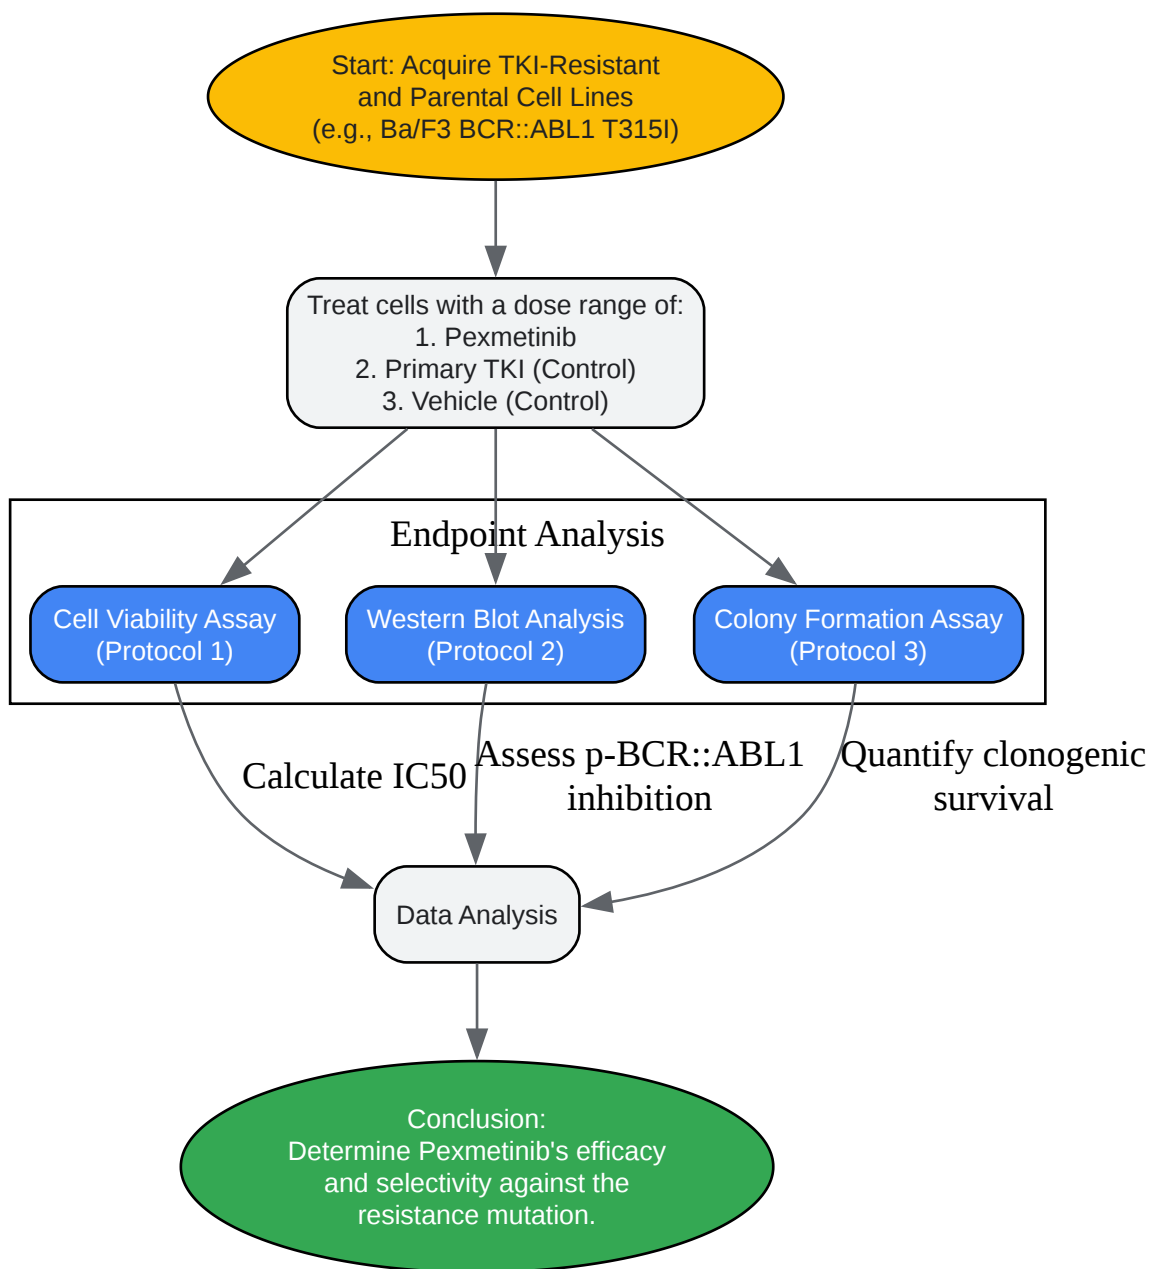 Start: Acquire TKI-Resistant
and Parental Cell Lines
(e.g., Ba/F3 BCR::ABL1 T315I)
Treat cells with a dose range of:
1. Pexmetinib
2. Primary TKI (Control)
3. Vehicle (Control)
Endpoint Analysis
Cell Viability Assay
(Protocol 1)
Western Blot Analysis
(Protocol 2)
Colony Formation Assay
(Protocol 3)
Calculate IC50
Assess p-BCR::ABL1
inhibition
Quantify clonogenic
survival
Data Analysis
Conclusion:
Determine Pexmetinib's efficacy
and selectivity against the
resistance mutation.